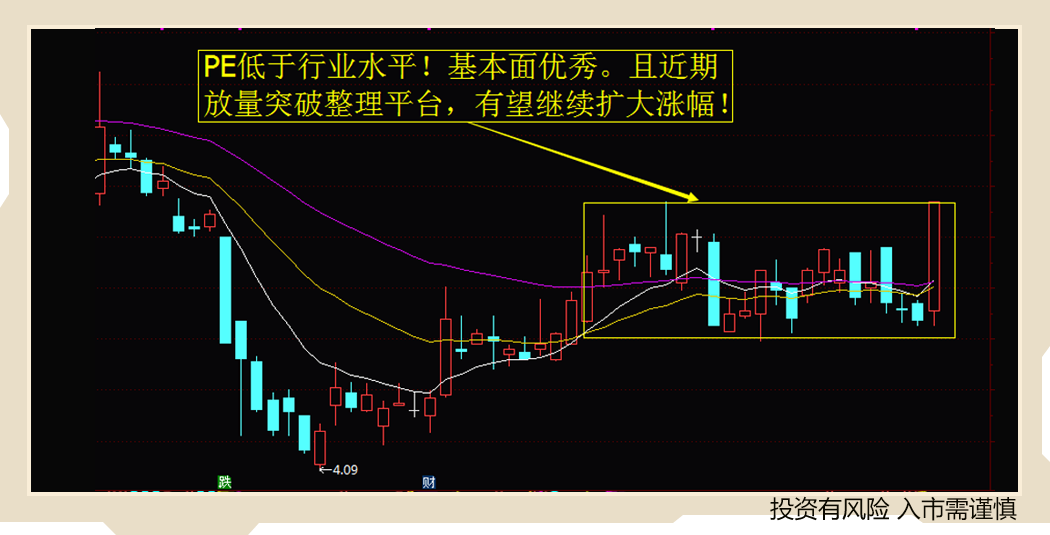 PE低于行业水平！基本面优秀。且近期
放量突破整理平台，有望继续扩大涨幅！
←4.09
跌
财
投资有风险 入市需谨慎